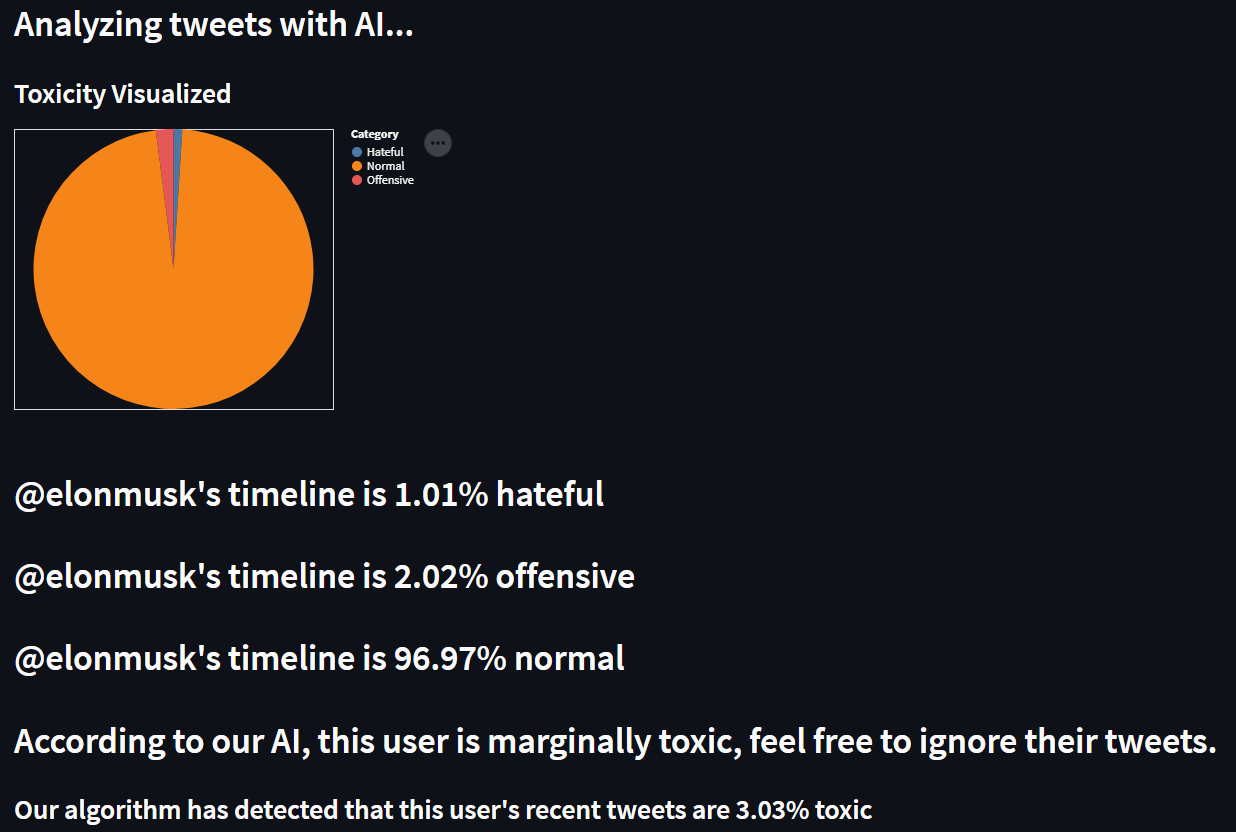 Analyzing tweets with AI...
Toxicity Visualized
Category
Hateful
Normal
Offensive
@elonmusk's timeline is 1.01% hateful
@elonmusk's timeline is 2.02% offensive
@elonmusk's timeline is 96.97% normal
According to our AI, this user is marginally toxic, feel free to ignore their tweets.
Our algorithm has detected that this user's recent tweets are 3.03% toxic